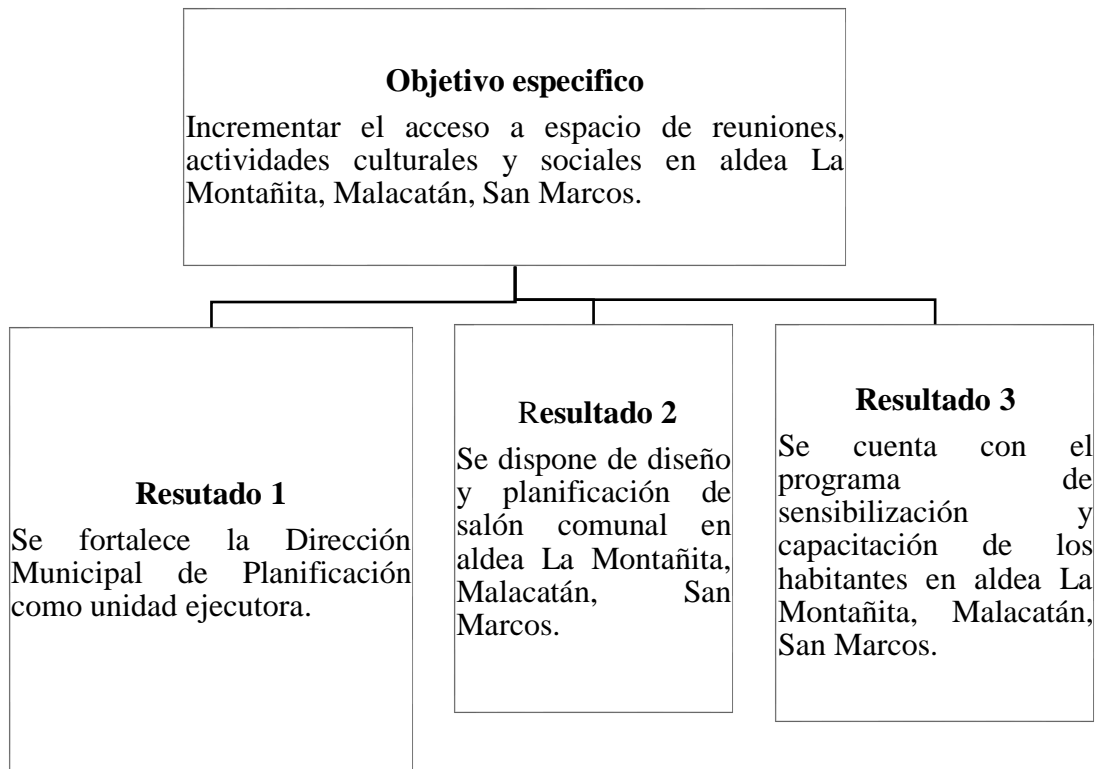 Objetivo especifico
Incrementar el acceso a espacio de reuniones,
actividades culturales y sociales en aldea La
Montañita, Malacatán, San Marcos.
Resutado 1
Se fortalece la Dirección
Municipal de Planificación
como unidad ejecutora.
Resultado 2
Se dispone de diseño
y planificación de
salón comunal en
aldea La Montañita,
Malacatán, San
Marcos.
Resultado 3
Se cuenta con el
programa de
sensibilización y
capacitación de los
habitantes en aldea La
Montañita, Malacatán,
San Marcos.